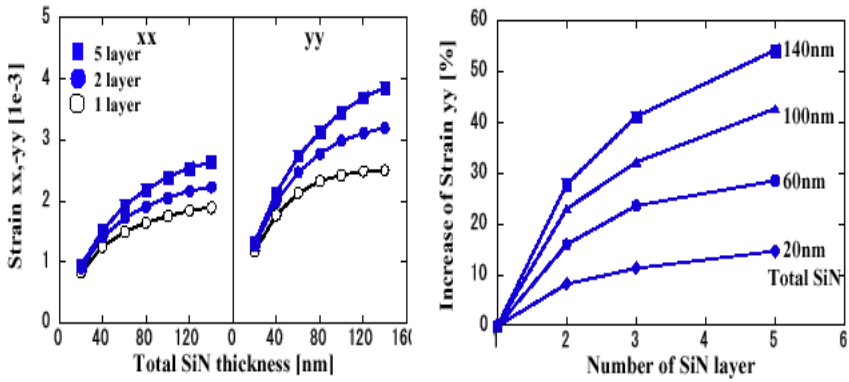 xx
yy
5 layer
2 layer
1 layer
Strain xx,-yy [1e-3]
5
4
3
2
1
0
0 40 80 120 0 40 80 120 160
Total SiN thickness [nm]
Increase of Strain yy [%]
60
50
40
30
20
10
0
140nm
100nm
60nm
20nm
Total SiN
1 2 3 4 5 6
Number of SiN layer